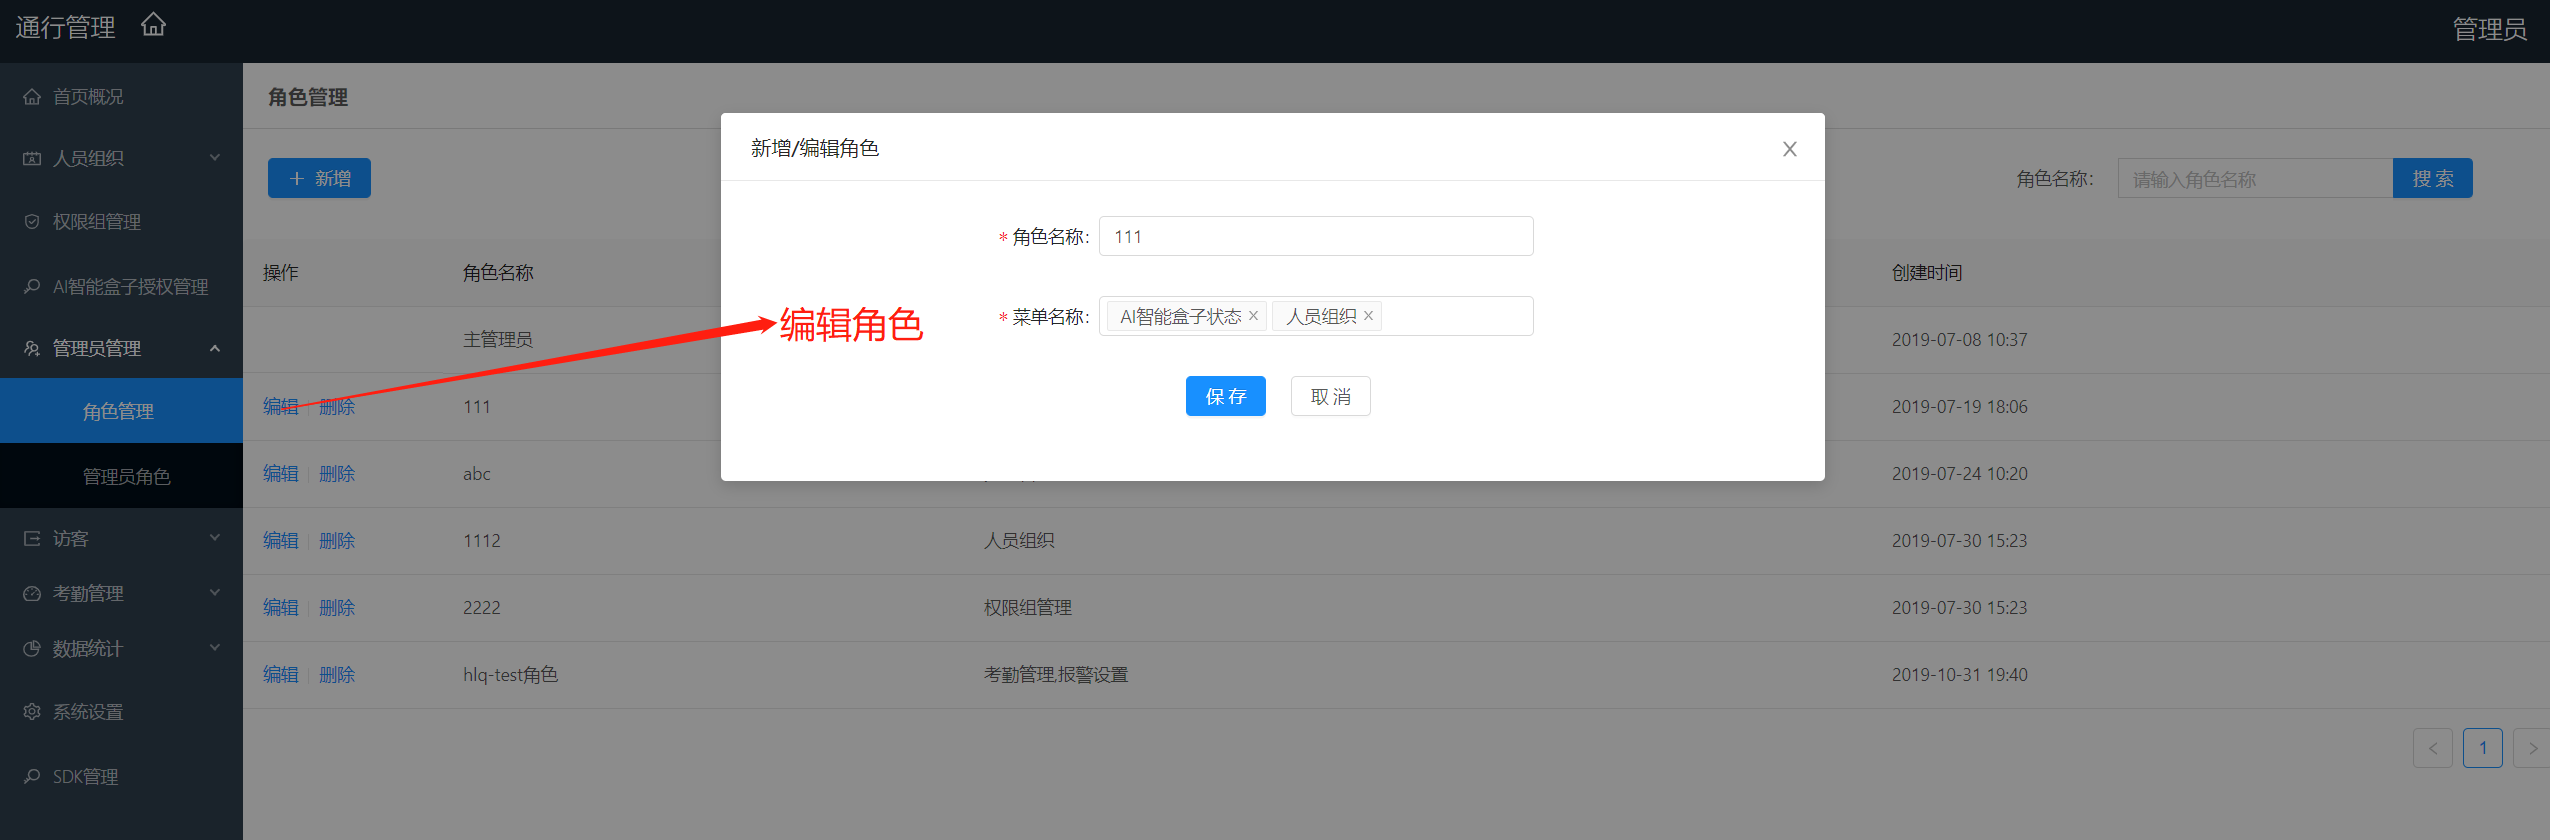 通行管理
管理员
首页概况
人员组织
权限组管理
AI智能盒子授权管理
管理员管理
角色管理
管理员角色
访客
考勤管理
数据统计
系统设置
SDK管理
角色管理
+ 新增
角色名称： 请输入角色名称 搜 索
操作 角色名称 创建时间
主管理员 2019-07-08 10:37
编辑 删除 111 2019-07-19 18:06
编辑 删除 abc 2019-07-24 10:20
编辑 删除 1112 人员组织 2019-07-30 15:23
编辑 删除 2222 权限组管理 2019-07-30 15:23
编辑 删除 hlq-test角色 考勤管理,报警设置 2019-10-31 19:40
< 1 >
新增/编辑角色 X
* 角色名称： 111
* 菜单名称： AI智能盒子状态 × 人员组织 ×
保 存 取 消
编辑角色